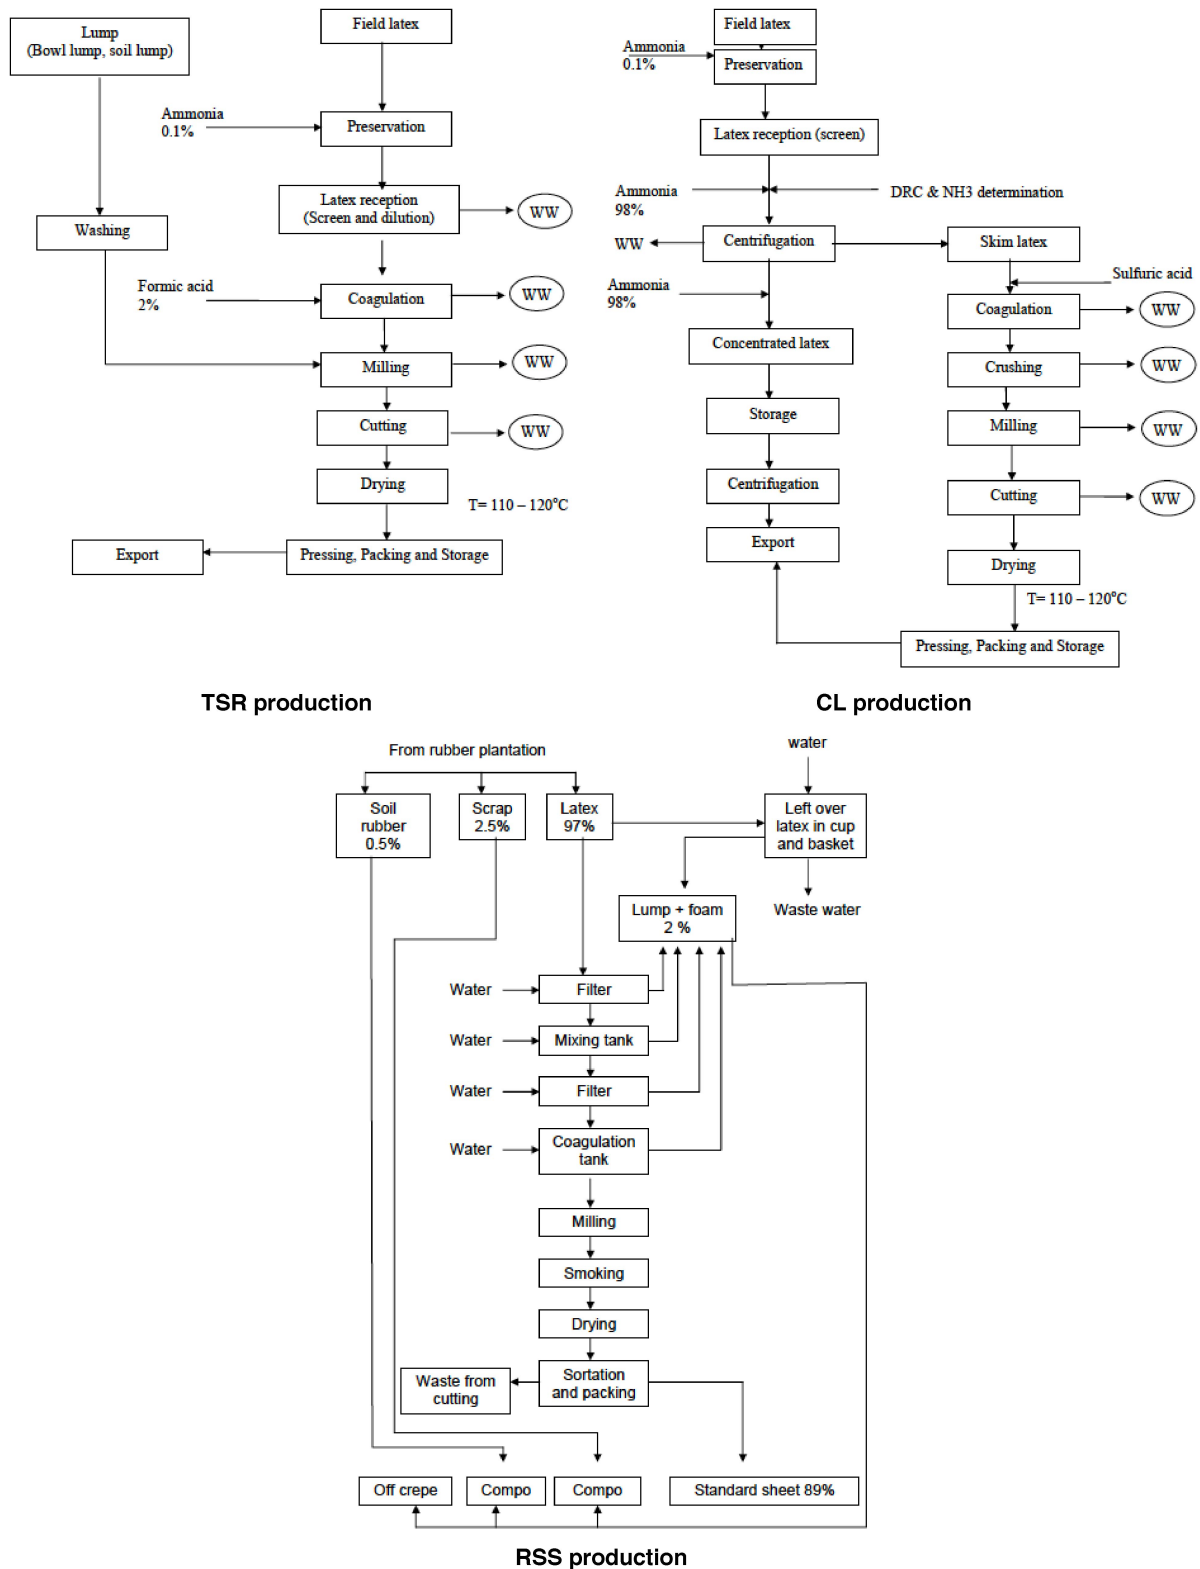 Lump
(Bowl lump, soil lump)
Field latex
Ammonia
0.1%
Preservation
Latex reception
(Screen and dilution)
WW
Washing
Formic acid
2%
Coagulation
WW
Milling
WW
Cutting
WW
Drying
T= 110 – 120°C
Export
Pressing, Packing and Storage
TSR production
Field latex
Ammonia
0.1%
Preservation
Latex reception (screen)
Ammonia
98%
DRC & NH3 determination
WW
Centrifugation
Skim latex
Ammonia
98%
Sulfuric acid
Coagulation
WW
Concentrated latex
Crushing
WW
Storage
Milling
WW
Centrifugation
Cutting
WW
Export
Drying
T= 110 – 120°C
Pressing, Packing and Storage
CL production
From rubber plantation
water
Soil
rubber
0.5%
Scrap
2.5%
Latex
97%
Left over
latex in cup
and basket
Lump + foam
2 %
Waste water
Water
Filter
Water
Mixing tank
Water
Filter
Water
Coagulation
tank
Milling
Smoking
Drying
Waste from
cutting
Sortation
and packing
Off crepe
Compo
Compo
Standard sheet 89%
RSS production